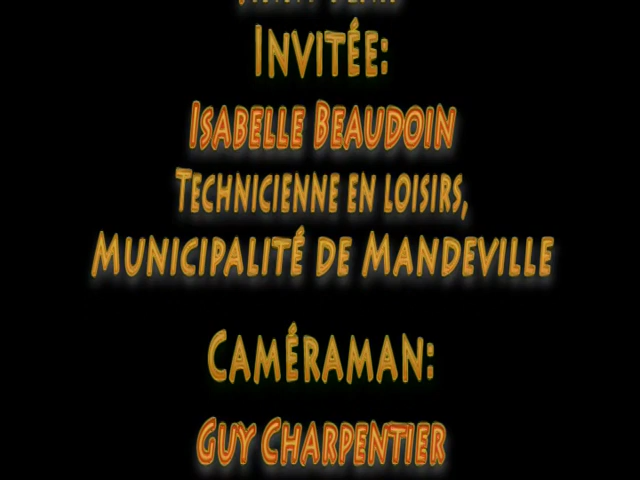 Invitée:
Isabelle Beaudoin
Technicienne en loisirs,
Municipalité de Mandeville
Caméraman:
Guy Charpentier